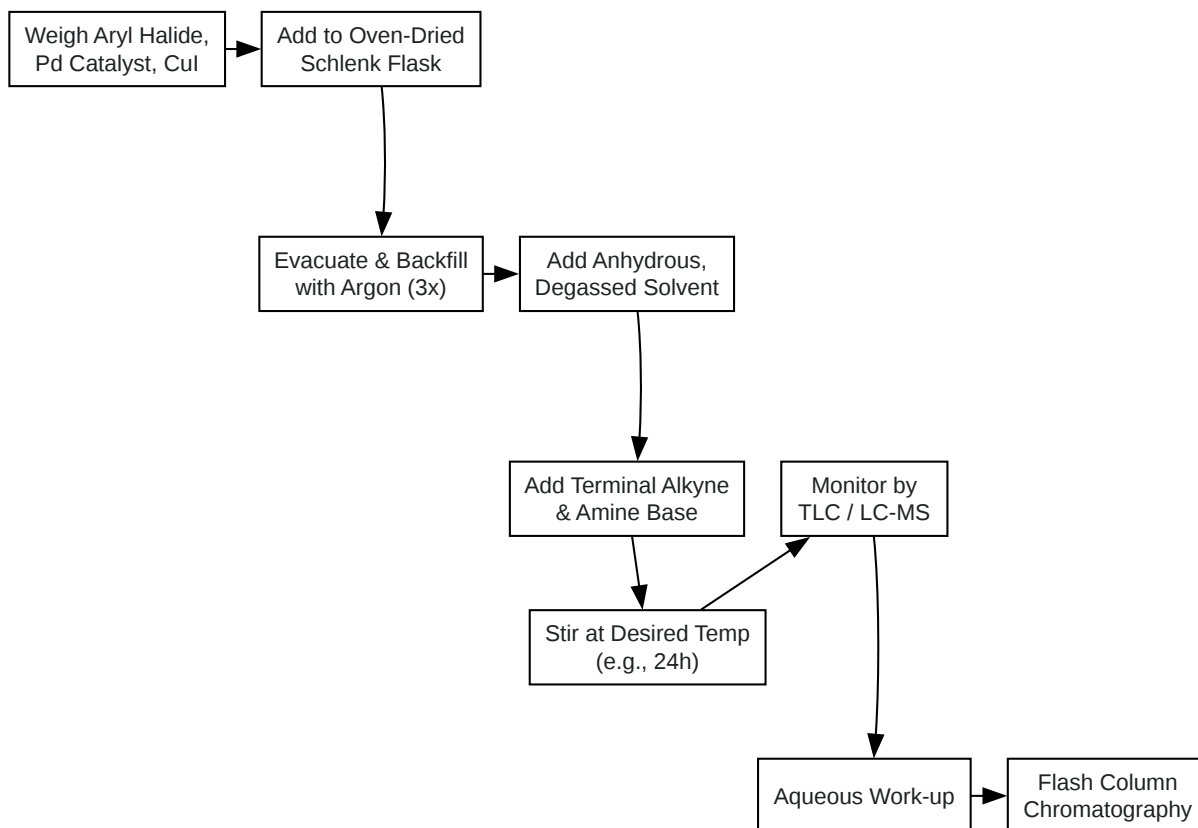 Weigh Aryl Halide,
Pd Catalyst, CuI
Add to Oven-Dried
Schlenk Flask
Evacuate & Backfill
with Argon (3x)
Add Anhydrous,
Degassed Solvent
Add Terminal Alkyne
& Amine Base
Stir at Desired Temp
(e.g., 24h)
Monitor by
TLC / LC-MS
Aqueous Work-up
Flash Column
Chromatography